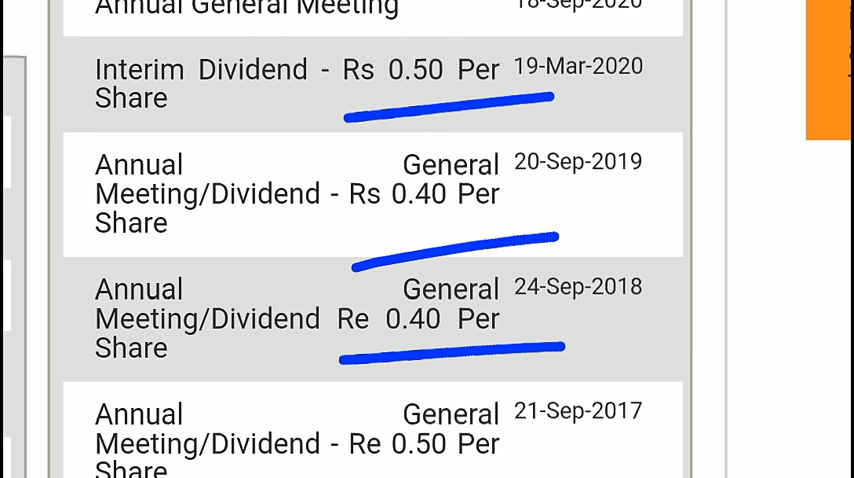 Annual General Meeting 18-Sep-2020
Interim Dividend - Rs 0.50 Per 19-Mar-2020
Share
Annual General 20-Sep-2019
Meeting/Dividend - Rs 0.40 Per
Share
Annual General 24-Sep-2018
Meeting/Dividend Re 0.40 Per
Share
Annual General 21-Sep-2017
Meeting/Dividend - Re 0.50 Per
Share